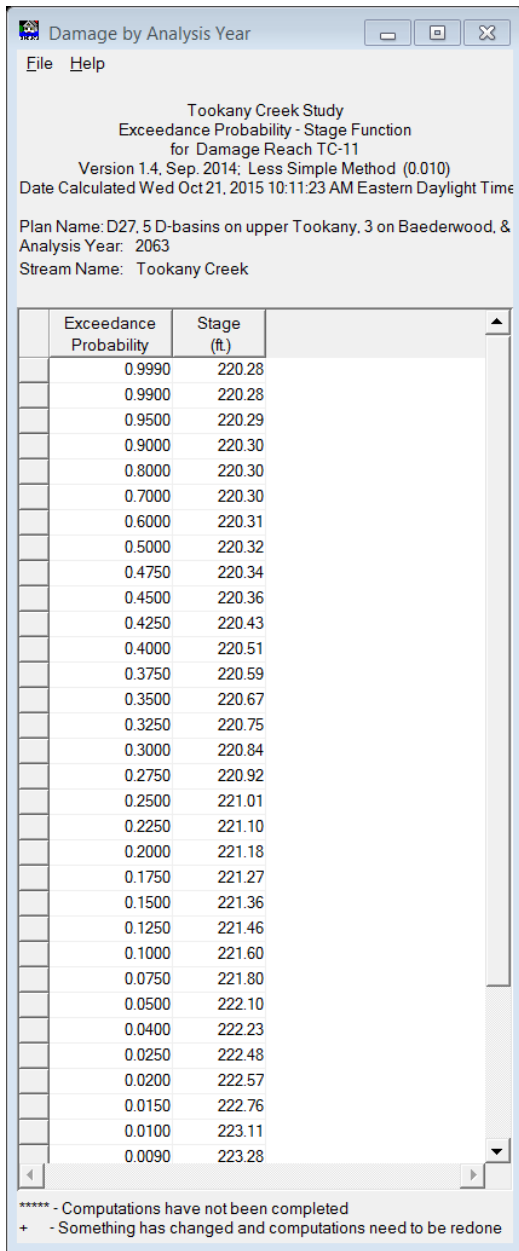 Damage by Analysis Year
File Help
Tookany Creek Study
Exceedance Probability - Stage Function
for Damage Reach TC-11
Version 1.4, Sep. 2014; Less Simple Method (0.010)
Date Calculated Wed Oct 21, 2015 10:11:23 AM Eastern Daylight Time
Plan Name: D27, 5 D-basins on upper Tookany, 3 on Baederwood, &
Analysis Year: 2063
Stream Name: Tookany Creek
Exceedance Stage
Probability (ft.)
0.9990 220.28
0.9900 220.28
0.9500 220.29
0.9000 220.30
0.8000 220.30
0.7000 220.30
0.6000 220.31
0.5000 220.32
0.4750 220.34
0.4500 220.36
0.4250 220.43
0.4000 220.51
0.3750 220.59
0.3500 220.67
0.3250 220.75
0.3000 220.84
0.2750 220.92
0.2500 221.01
0.2250 221.10
0.2000 221.18
0.1750 221.27
0.1500 221.36
0.1250 221.46
0.1000 221.60
0.0750 221.80
0.0500 222.10
0.0400 222.23
0.0250 222.48
0.0200 222.57
0.0150 222.76
0.0100 223.11
0.0090 223.28
***** - Computations have not been completed
+ - Something has changed and computations need to be redone